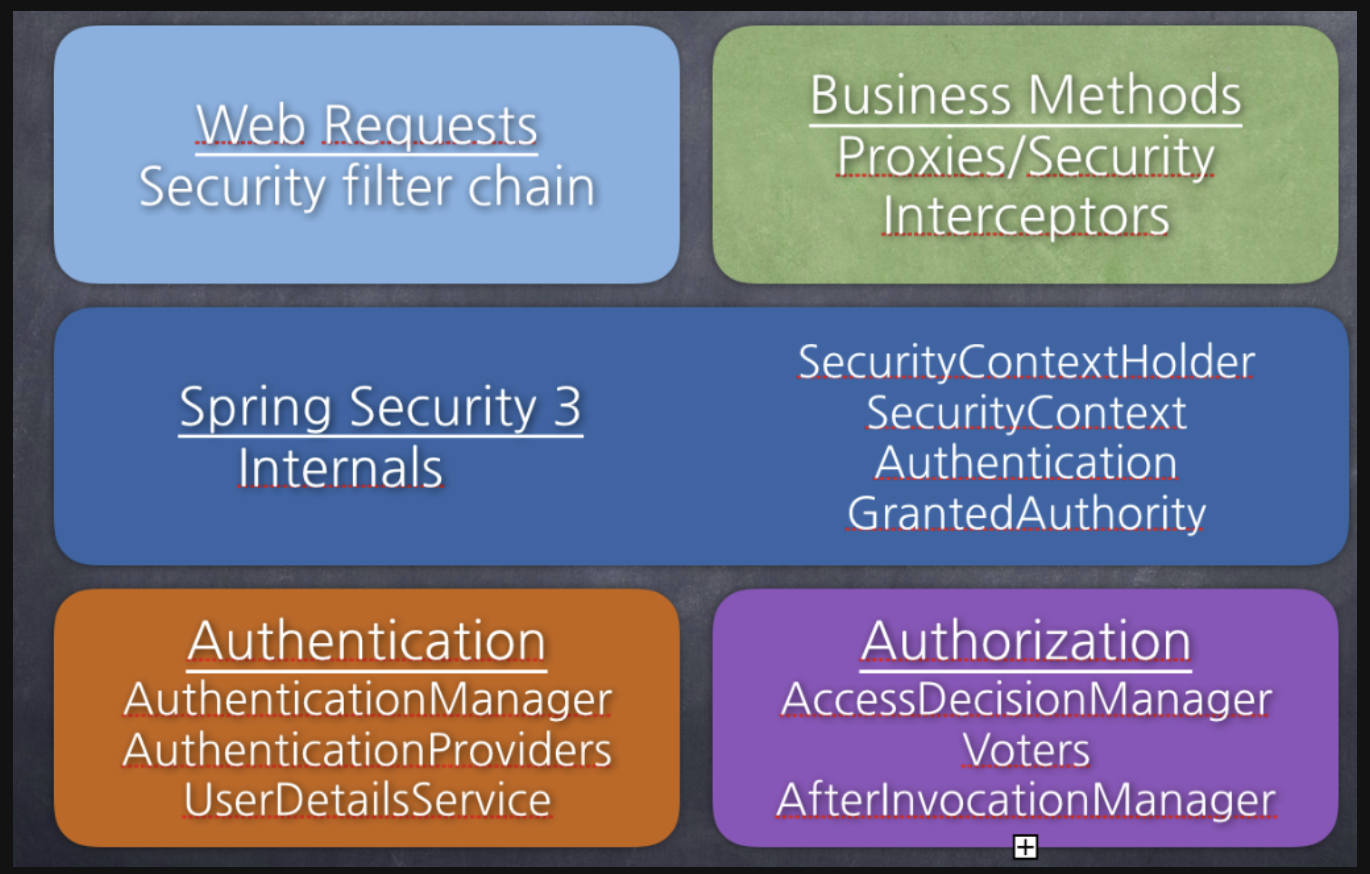 Web Requests
Security filter chain
Business Methods
Proxies/Security
Interceptors
Spring Security 3
Internals
SecurityContextHolder
SecurityContext
Authentication
GrantedAuthority
Authentication
AuthenticationManager
AuthenticationProviders
UserDetailsService
Authorization
AccessDecisionManager
Voters
AfterInvocationManager